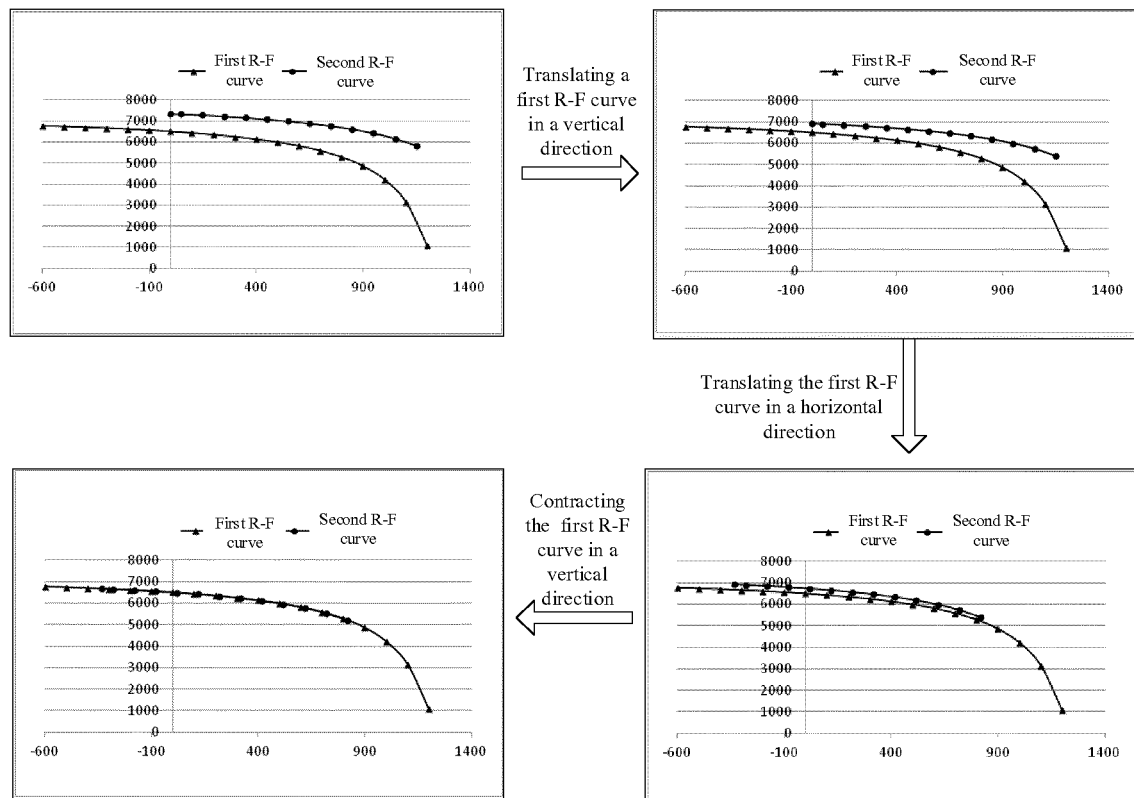 First R-F
curve
Second R-F
curve
8000
7000
6000
5000
4000
3000
2000
1000
0
-600
-100
400
900
1400
Translating a
first R-F curve
in a vertical
direction
First R-F
curve
Second R-F
curve
8000
7000
6000
5000
4000
3000
2000
1000
0
-600
-100
400
900
1400
Translating the first R-F
curve in a horizontal
direction
First R-F
curve
Second R-F
curve
8000
7000
6000
5000
4000
3000
2000
1000
0
-600
-100
400
900
1400
Contracting
the first R-F
curve in a
vertical
direction
First R-F
curve
Second R-F
curve
8000
7000
6000
5000
4000
3000
2000
1000
0
-600
-100
400
900
1400